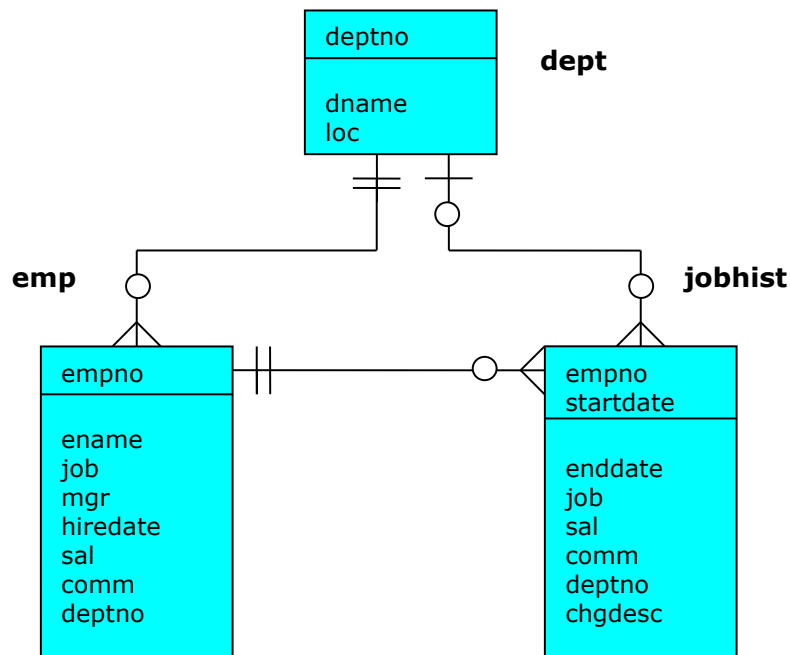 deptno
dept
dname
loc
emp
jobhist
empno
ename
job
mgr
hiredate
sal
comm
deptno
empno
startdate
enddate
job
sal
comm
deptno
chgdesc